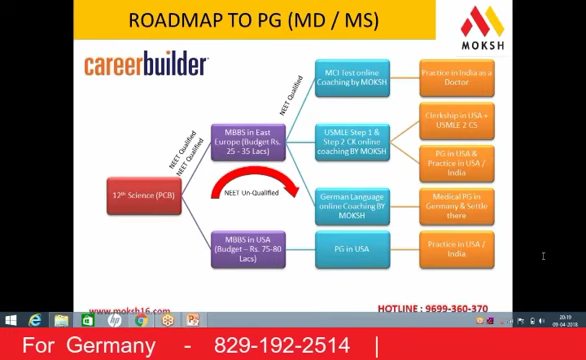 ROADMAP TO PG (MD / MS)
MOKSH
careerbuilder
NEET Qualified
MCI Test online
Coaching by MOKSH
Practice in India as a
Doctor
NEET Qualified
NEET Qualified
MBBS in East
Europe (Budget Rs.
25 - 35 Lacs)
USMLE Step 1 &
Step 2 CK online
coaching BY MOKSH
Clerkship in USA +
USMLE 2 CS
PG in USA &
Practice in USA /
India
12th Science (PCB)
NEET Un-Qualified
German Language
online Coaching BY
MOKSH
Medical PG in
Germany & Settle
there
MBBS in USA
(Budget – Rs. 75-80
Lacs)
PG in USA
Practice in USA /
India
www.moksh16.com
HOTLINE : 9699-360-370
20:19
09-04-2018
For Germany - 829-192-2514 |